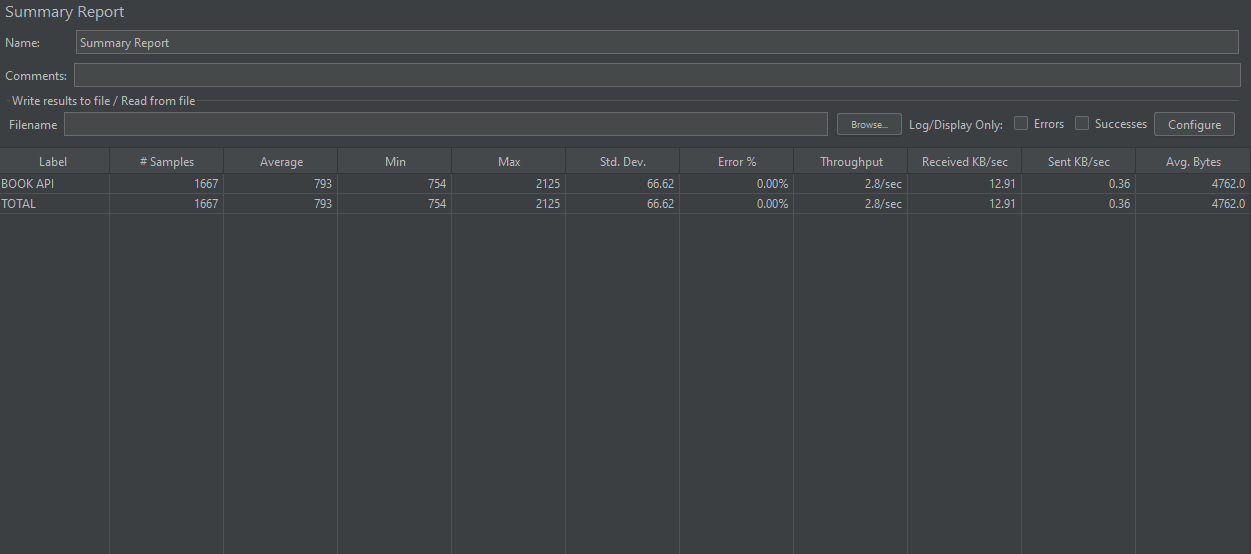 Summary Report
Name: Summary Report
Comments:
Write results to file / Read from file
Filename Browse... Log/Display Only: Errors Successes Configure
Label # Samples Average Min Max Std. Dev. Error % Throughput Received KB/sec Sent KB/sec Avg. Bytes
BOOK API 1667 793 754 2125 66.62 0.00% 2.8/sec 12.91 0.36 4762.0
TOTAL 1667 793 754 2125 66.62 0.00% 2.8/sec 12.91 0.36 4762.0